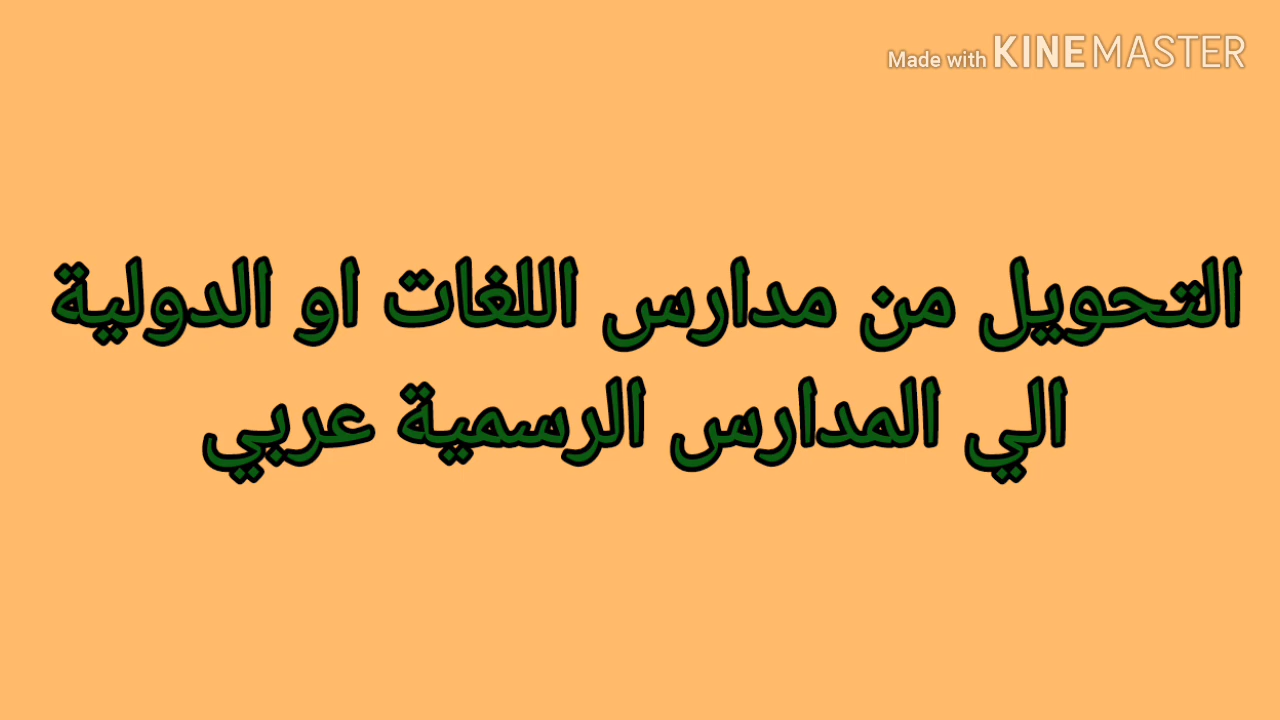 Made with KINEMASTER
التحويل من مدارس اللغات او الدولية
الي المدارس الرسمية عربي